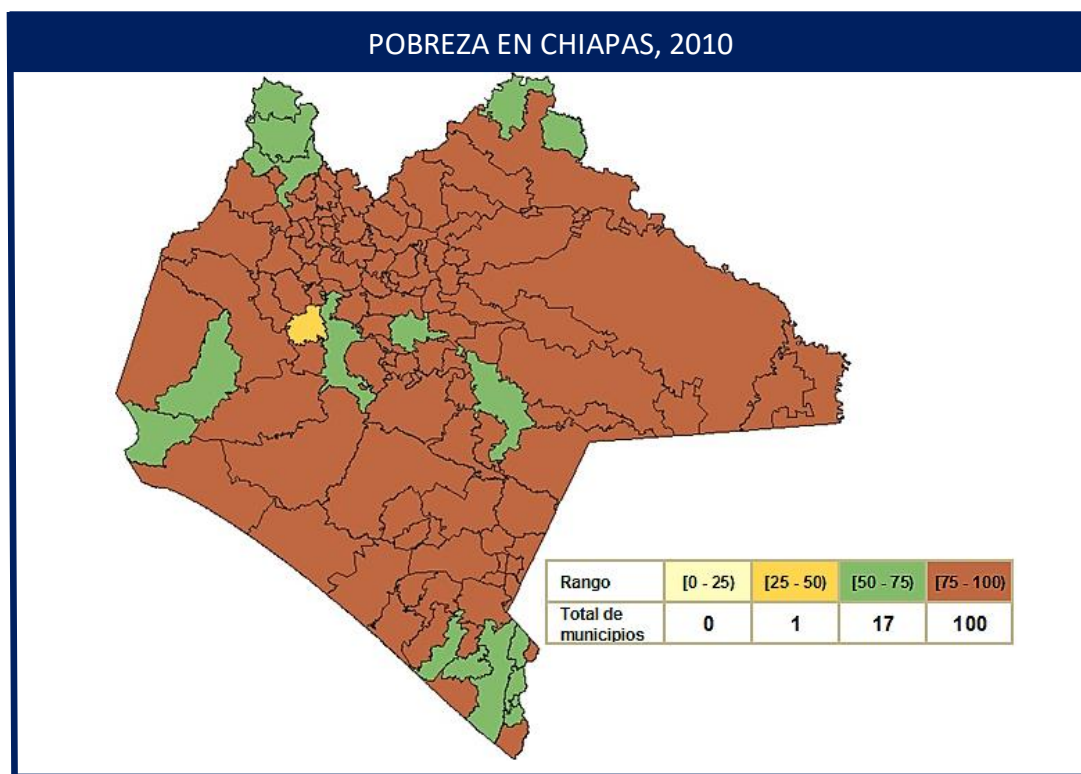 POBREZA EN CHIAPAS, 2010
Rango [0 - 25) [25 - 50) [50 - 75) [75 - 100)
Total de municipios 0 1 17 100